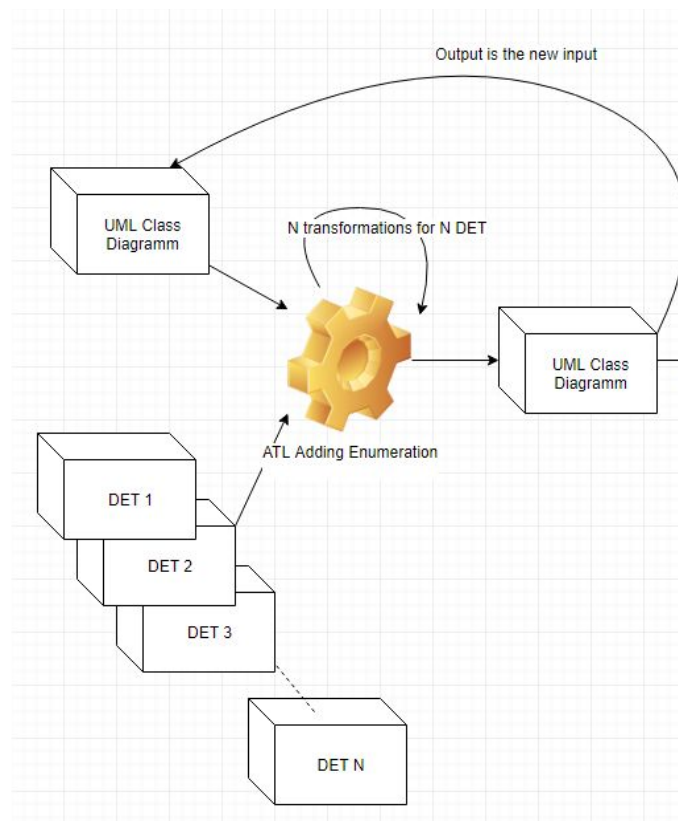 Output is the new input
UML Class
Diagramm
N transformations for N DET
UML Class
Diagramm
ATL Adding Enumeration
DET 1
DET 2
DET 3
DET N